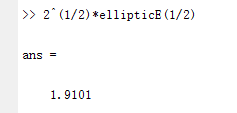 >> 2^(1/2)*ellipticE(1/2)
ans =
1.9101